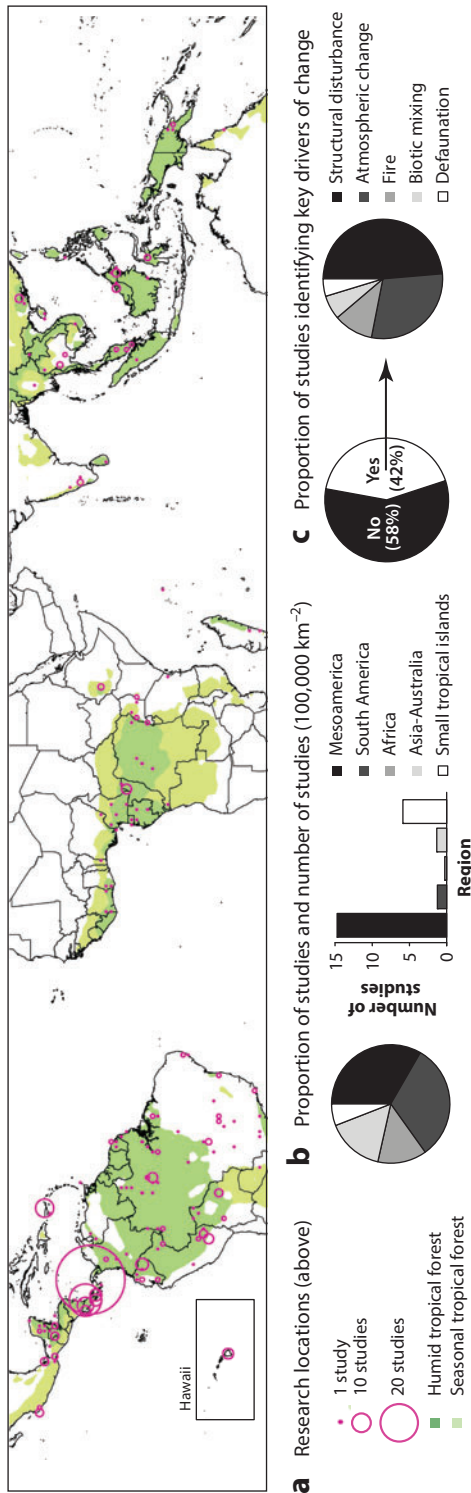 Hawaii
a Research locations (above)
1 study
10 studies
20 studies
Humid tropical forest
Seasonal tropical forest
b Proportion of studies and number of studies (100,000 km−2)
Number of
studies
15
10
5
0
Region
Mesoamerica
South America
Africa
Asia-Australia
Small tropical islands
c Proportion of studies identifying key drivers of change
No
(58%)
Yes
(42%)
Structural disturbance
Atmospheric change
Fire
Biotic mixing
Defaunation